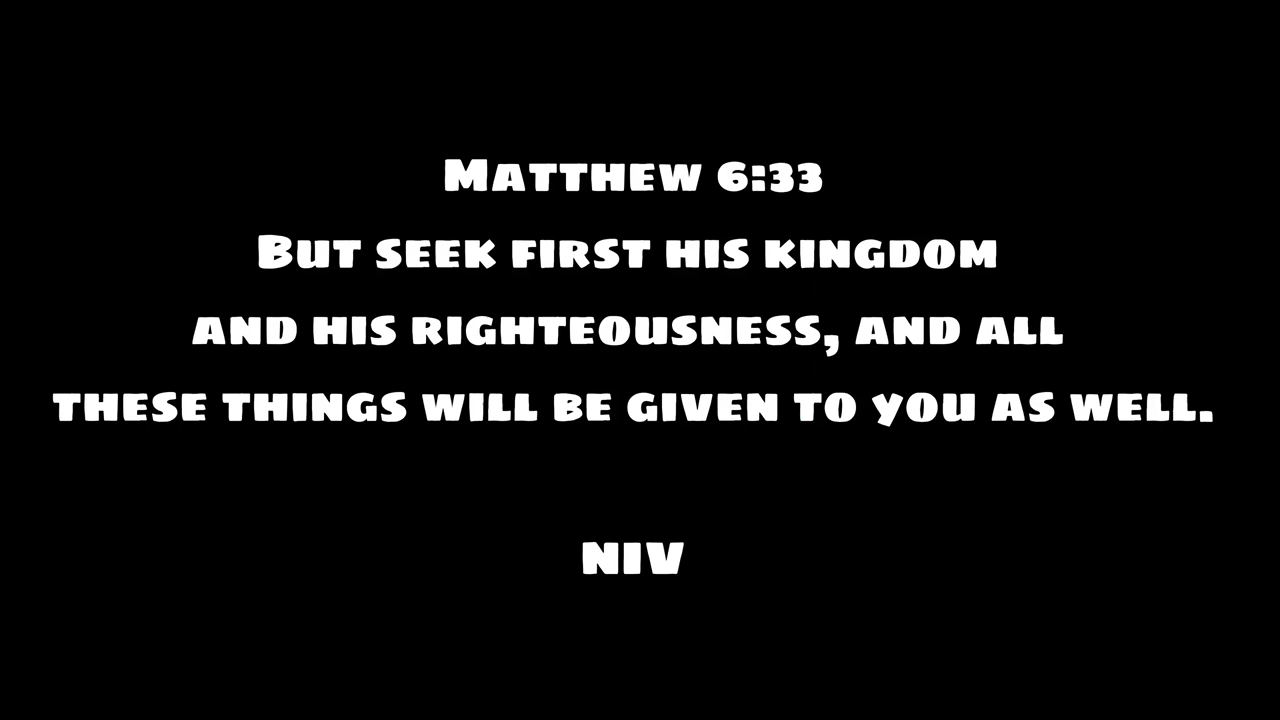 Matthew 6:33
But seek first his kingdom
and his righteousness, and all
these things will be given to you as well.
NIV